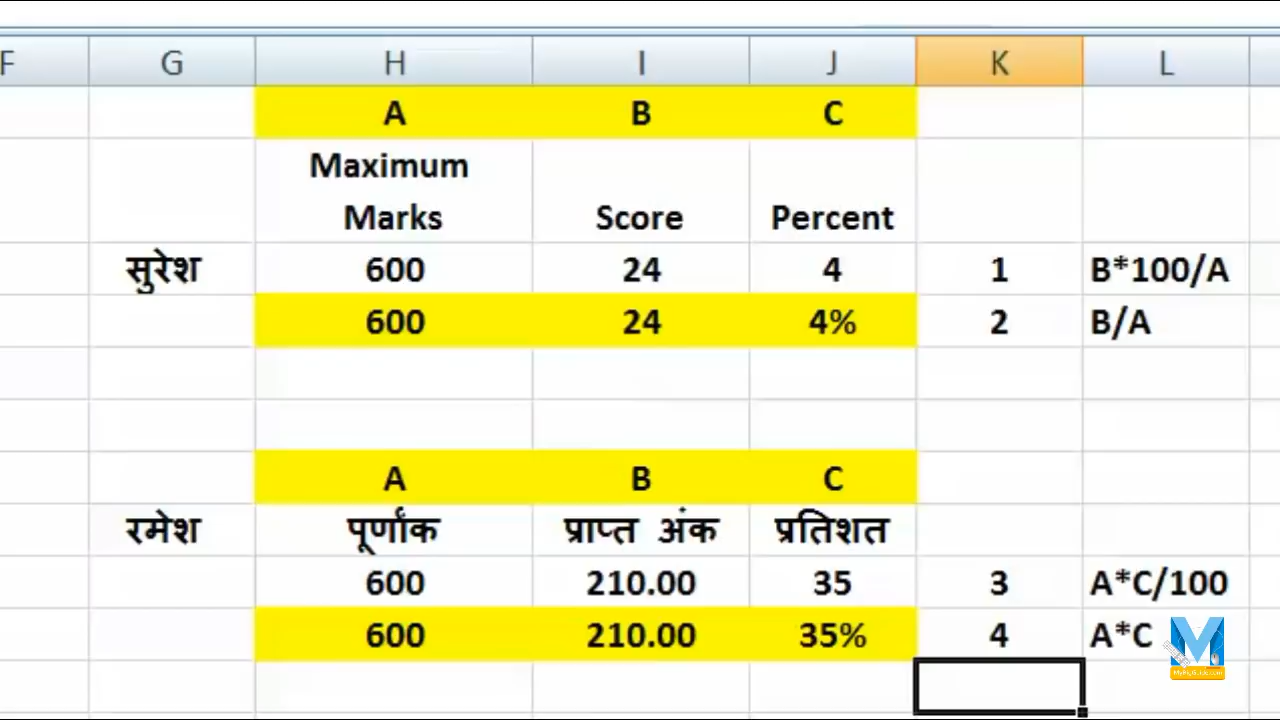 F G H I J K L
A B C
Maximum
Marks Score Percent
सुरेश 600 24 4 1 B*100/A
600 24 4% 2 B/A
A B C
रमेश पूर्णांक प्राप्त अंक प्रतिशत
600 210.00 35 3 A*C/100
600 210.00 35% 4 A*C
M